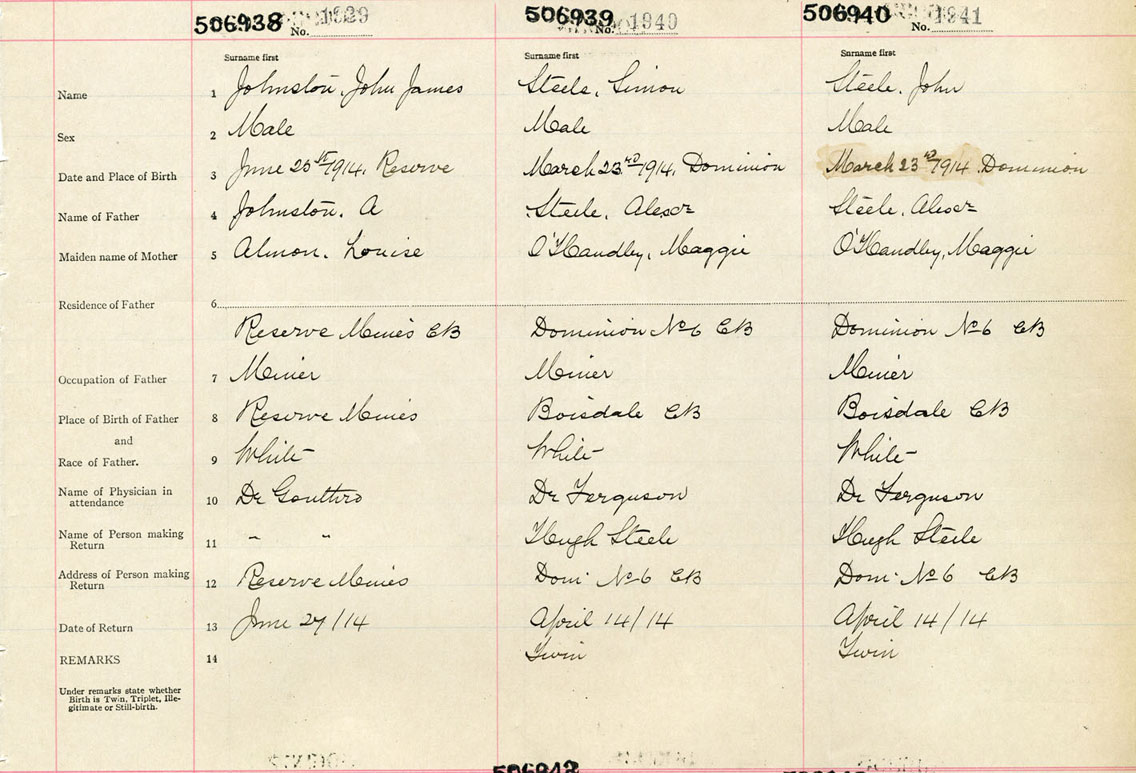 506938 506939 506940
No. 1829 No. 1940 No. 1941
Surname first Surname first Surname first
Name 1 Johnston, John James Steele, Simon Steele, John
Sex 2 Male Male Male
Date and Place of Birth 3 June 25th 1914, Reserve March 23rd 1914, Dominion March 23rd 1914 Dominion
Name of Father 4 Johnston, A Steele, Alexr Steele, Alexr
Maiden name of Mother 5 Almon, Louise O'Handley, Maggie O'Handley, Maggie
Residence of Father 6
Reserve Mines CB Dominion No 6 CB Dominion No 6 CB
Occupation of Father 7 Miner Miner Miner
Place of Birth of Father 8 Reserve Mines Boisdale CB Boisdale CB
and
Race of Father. 9 White White White
Name of Physician in
attendance 10 Dr Gouthro Dr Ferguson Dr Ferguson
Name of Person making
Return 11 " " Hugh Steele Hugh Steele
Address of Person making
Return 12 Reserve Mines Dom. No 6 CB Dom. No 6 CB
Date of Return 13 June 27/14 April 14/14 April 14/14
REMARKS 14 Twin Twin
Under remarks state whether
Birth is Twin, Triplet, Ille-
gitimate or Still-birth.